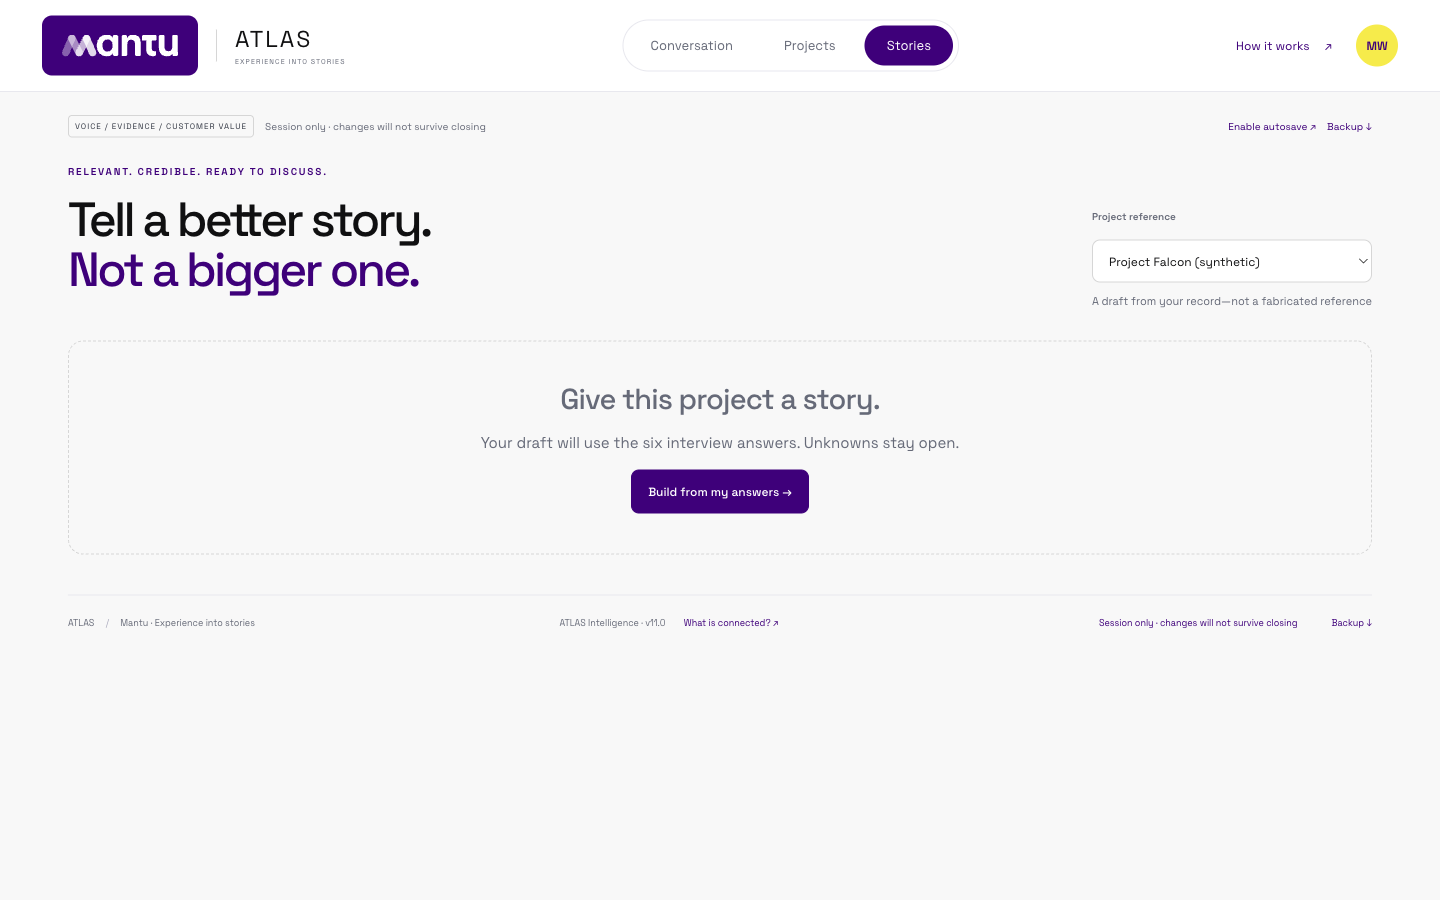 mantu
ATLAS
EXPERIENCE INTO STORIES
Conversation
Projects
Stories
How it works ↗
MW
VOICE / EVIDENCE / CUSTOMER VALUE
Session only · changes will not survive closing
Enable autosave ↗
Backup ↓
RELEVANT. CREDIBLE. READY TO DISCUSS.
Tell a better story.
Not a bigger one.
Project reference
Project Falcon (synthetic)
A draft from your record—not a fabricated reference
Give this project a story.
Your draft will use the six interview answers. Unknowns stay open.
Build from my answers →
ATLAS / Mantu · Experience into stories
ATLAS Intelligence · v11.0
What is connected? ↗
Session only · changes will not survive closing
Backup ↓